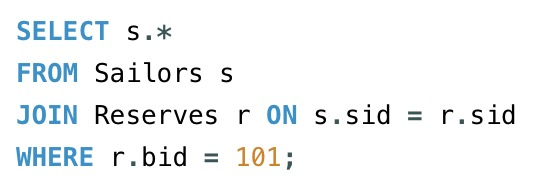 SELECT s.*
FROM Sailors s
JOIN Reserves r ON s.sid = r.sid
WHERE r.bid = 101;